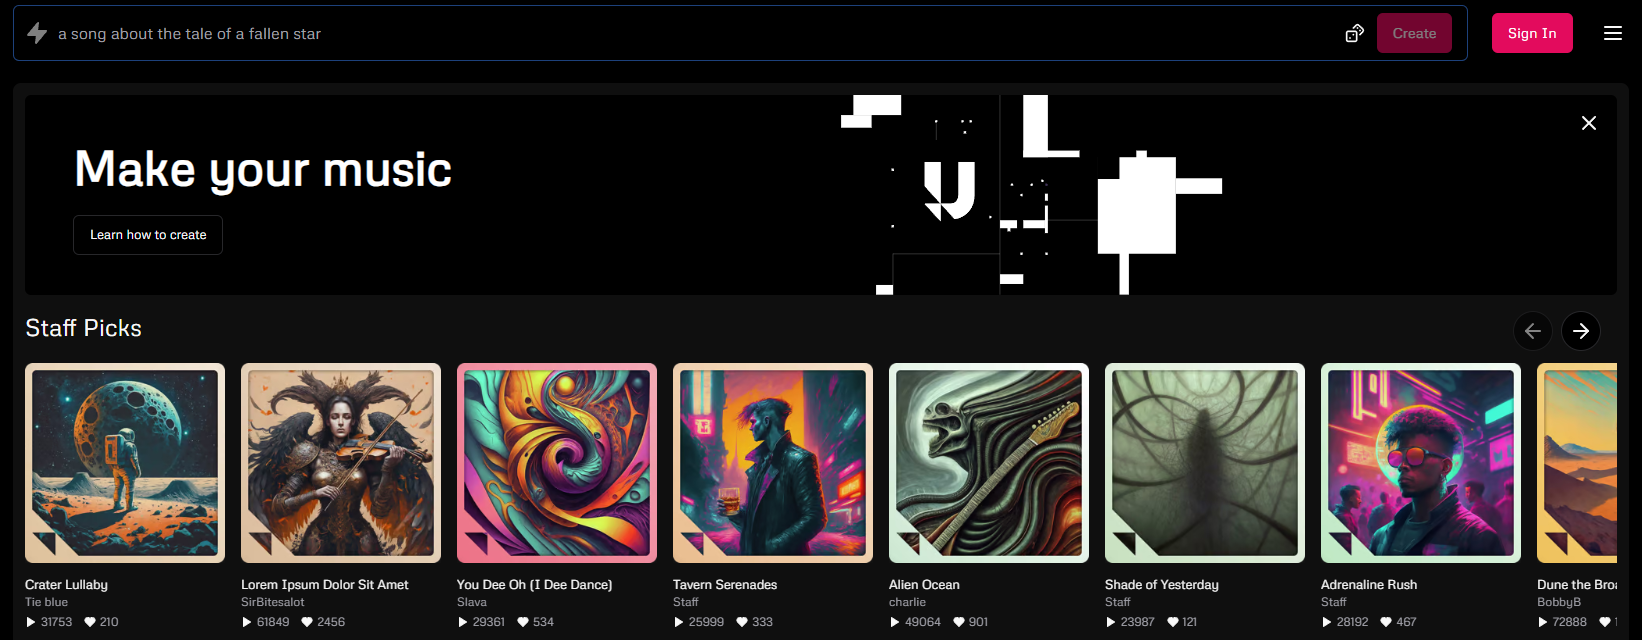 a song about the tale of a fallen star
Create
Sign In
Make your music
Learn how to create
Staff Picks
Crater Lullaby
Tie blue
31753 210
Lorem Ipsum Dolor Sit Amet
SirBitesalot
61849 2456
You Dee Oh (I Dee Dance)
Slava
29361 534
Tavern Serenades
Staff
25999 333
Alien Ocean
charlie
49064 901
Shade of Yesterday
Staff
23987 121
Adrenaline Rush
Staff
28192 467
Dune the Broa
BobbyB
72888